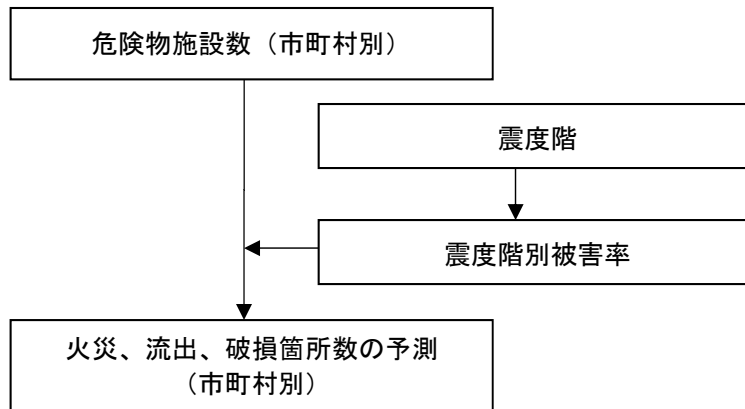 危険物施設数（市町村別）
震度階
震度階別被害率
火災、流出、破損箇所数の予測
（市町村別）